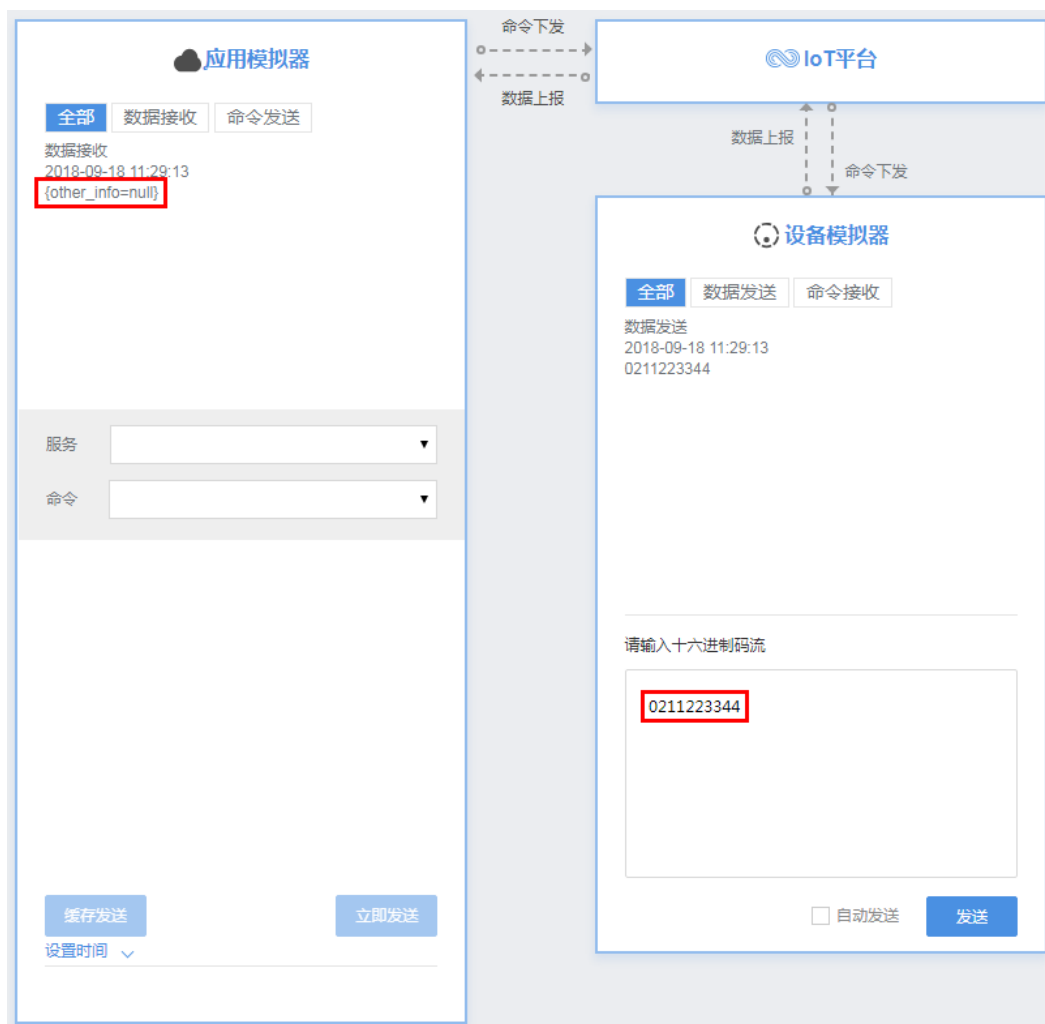 应用模拟器
全部 数据接收 命令发送
数据接收
2018-09-18 11:29:13
{other_info=null}
服务
命令
缓存发送 立即发送
设置时间
命令下发
数据上报
IoT平台
数据上报
命令下发
设备模拟器
全部 数据发送 命令接收
数据发送
2018-09-18 11:29:13
0211223344
请输入十六进制码流
0211223344
自动发送 发送